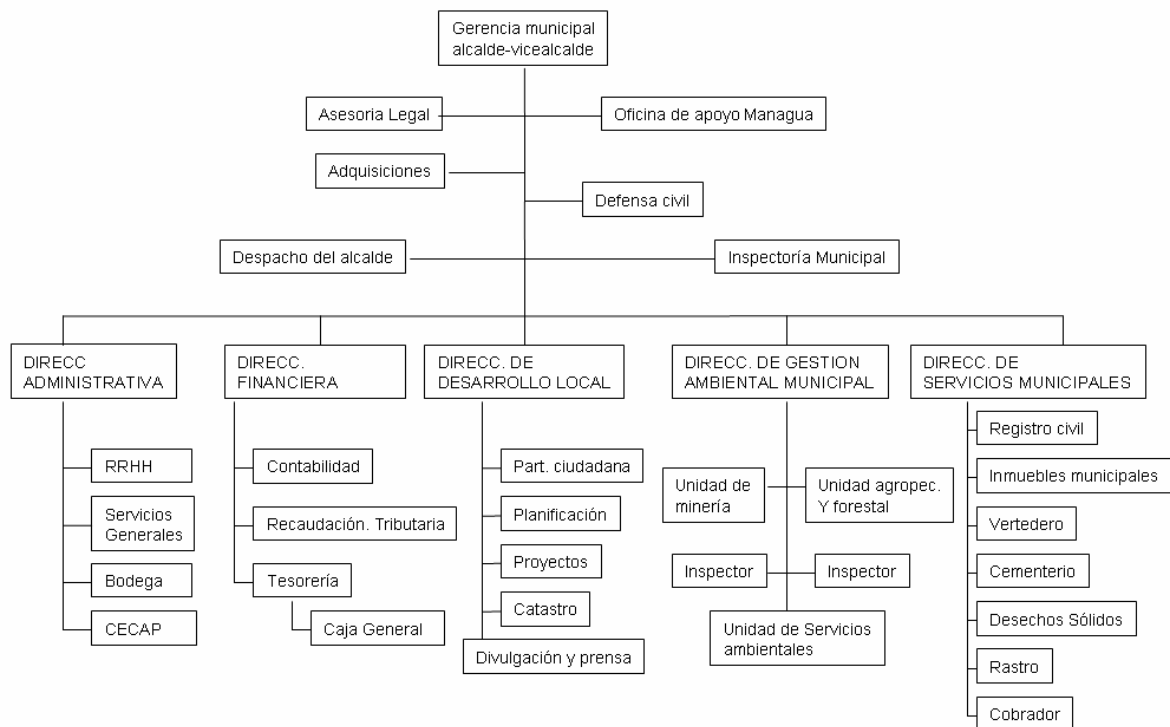 Gerencia municipal
alcalde-vicealcalde
Asesoria Legal
Oficina de apoyo Managua
Adquisiciones
Defensa civil
Despacho del alcalde
Inspectoría Municipal
DIRECC
ADMINISTRATIVA
DIRECC.
FINANCIERA
DIRECC. DE
DESARROLLO LOCAL
DIRECC. DE GESTION
AMBIENTAL MUNICIPAL
DIRECC. DE
SERVICIOS MUNICIPALES
RRHH
Servicios
Generales
Bodega
CECAP
Contabilidad
Recaudación. Tributaria
Tesorería
Caja General
Part. ciudadana
Planificación
Proyectos
Catastro
Divulgación y prensa
Unidad de
minería
Unidad agropec.
Y forestal
Inspector
Inspector
Unidad de Servicios
ambientales
Registro civil
Inmuebles municipales
Vertedero
Cementerio
Desechos Sólidos
Rastro
Cobrador